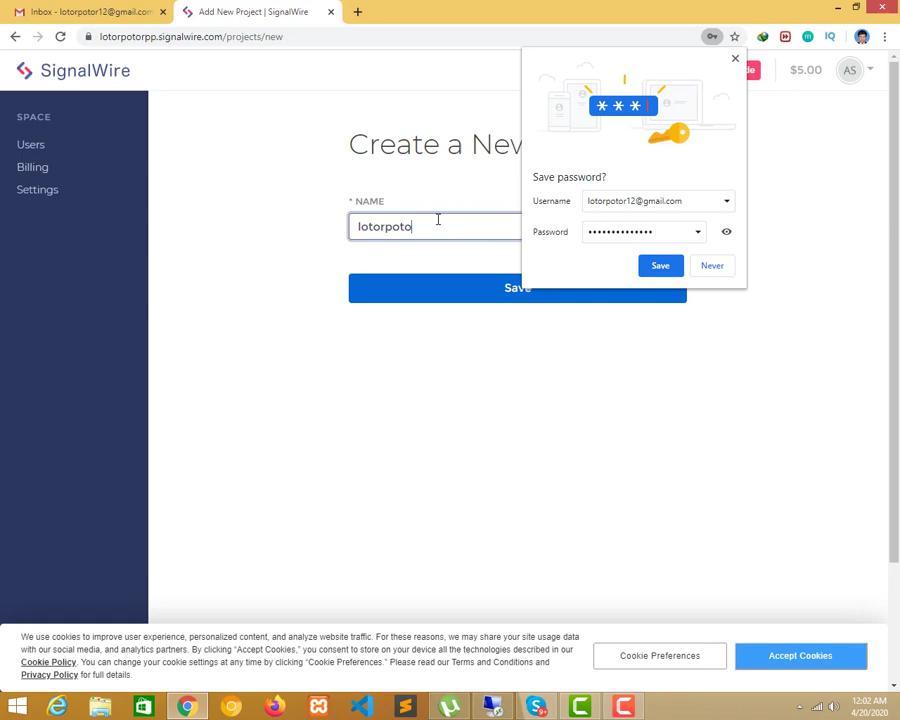 Inbox - lotorpotor12@gmail.com
Add New Project | SignalWire
lotorpotorpp.signalwire.com/projects/new
IQ
SignalWire
$5.00
AS
SPACE
Users
Billing
Settings
Create a New
* NAME
lotorpoto
Save
* * *
Save password?
Username
lotorpotor12@gmail.com
Password
••••••••••••••
Save
Never
We use cookies to improve user experience, personalized content, and analyze website traffic. For these reasons, we may share your site usage data
with our social media, and analytics partners. By clicking "Accept Cookies," you consent to store on your device all the technologies described in our
Cookie Policy. You can change your cookie settings at any time by clicking "Cookie Preferences." Please read our Terms and Conditions and
Privacy Policy for full details.
Cookie Preferences
Accept Cookies
12:02 AM
4/20/2020